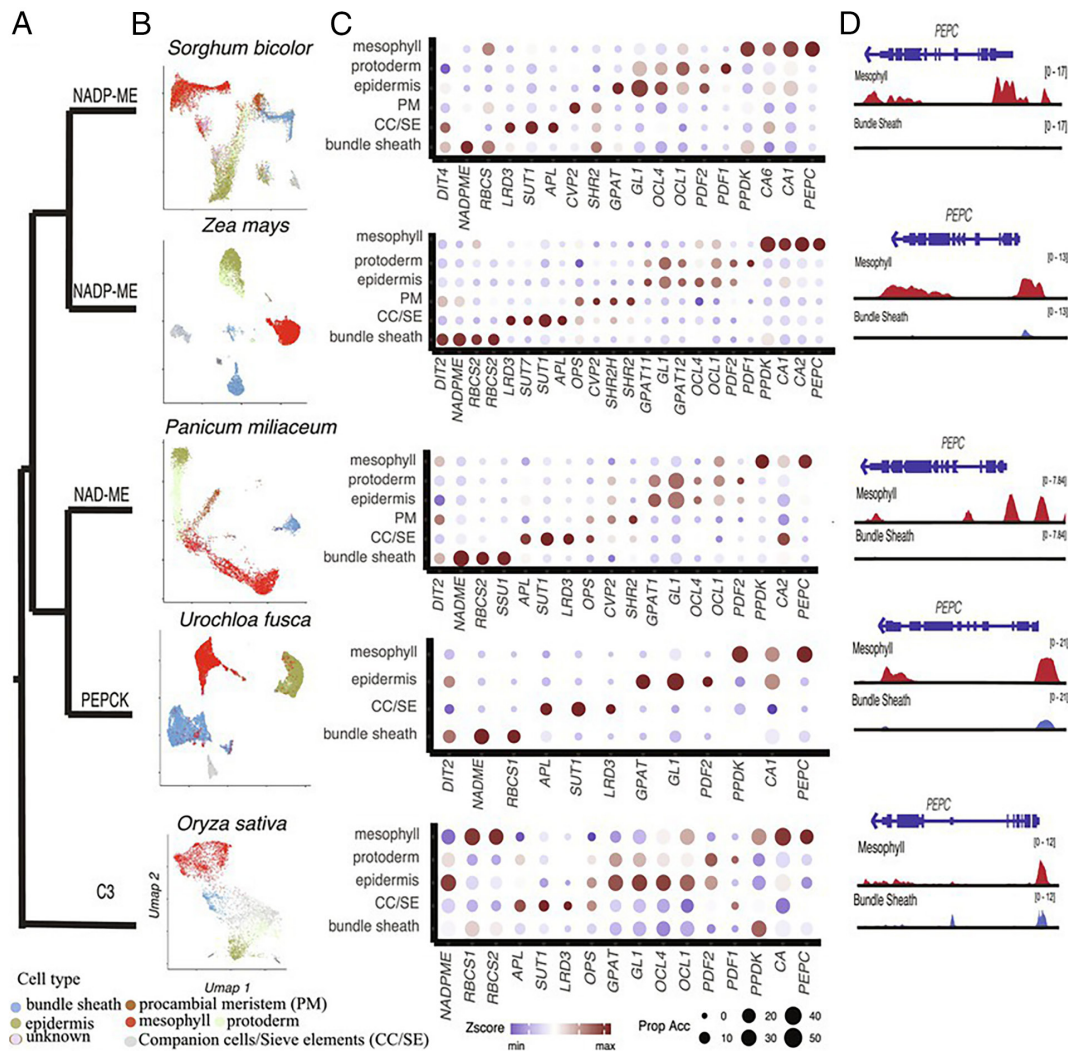 A B C D
Sorghum bicolor
NADP-ME
mesophyll
protoderm
epidermis
PM
CC/SE
bundle sheath
DIT4 NADPME RBCS LRD3 SUT1 APL CVP2 SHR2 GPAT GL1 OCL4 OCL1 PDF2 PDF1 PPDK CA6 CA1 PEPC
PEPC
Mesophyll [0 - 17]
Bundle Sheath [0 - 17]
Zea mays
NADP-ME
mesophyll
protoderm
epidermis
PM
CC/SE
bundle sheath
DIT2 NADPME RBCS2 RBCS2 LRD3 SUT7 SUT1 APL OPS CVP2 SHR2H SHR2 GPAT11 GL1 GPAT12 OCL4 OCL1 PDF2 PDF1 PPDK CA1 CA2 PEPC
PEPC
[0 - 13]
Mesophyll
Bundle Sheath [0 - 13]
Panicum miliaceum
NAD-ME
mesophyll
protoderm
epidermis
PM
CC/SE
bundle sheath
DIT2 NADME RBCS2 SSU1 APL SUT1 LRD3 OPS CVP2 SHR2 GPAT1 GL1 OCL4 OCL1 PDF2 PPDK CA2 PEPC
PEPC
[0 - 7.84]
Mesophyll
Bundle Sheath [0 - 7.84]
Urochloa fusca
PEPCK
mesophyll
epidermis
CC/SE
bundle sheath
DIT2 NADME RBCS1 APL SUT1 LRD3 GPAT GL1 PDF2 PPDK CA1 PEPC
PEPC
[0 - 21]
Mesophyll
Bundle Sheath [0 - 21]
Oryza sativa
C3
mesophyll
protoderm
epidermis
CC/SE
bundle sheath
NADPME RBCS1 RBCS2 APL SUT1 LRD3 OPS GPAT GL1 OCL4 OCL1 PDF2 PDF1 PPDK CA PEPC
PEPC
[0 - 12]
Mesophyll
Bundle Sheath [0 - 12]
Umap 2
Umap 1
Cell type
bundle sheath procambial meristem (PM)
epidermis mesophyll protoderm
unknown Companion cells/Sieve elements (CC/SE)
Zscore min max
Prop Acc 0 20 40
10 30 50